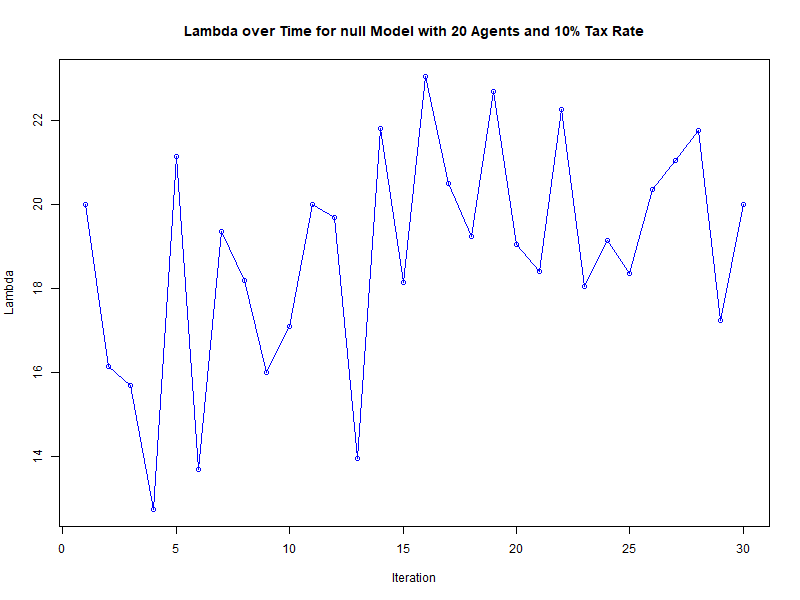 Lambda over Time for null Model with 20 Agents and 10% Tax Rate
22
20
18
16
14
Lambda
0 5 10 15 20 25 30
Iteration